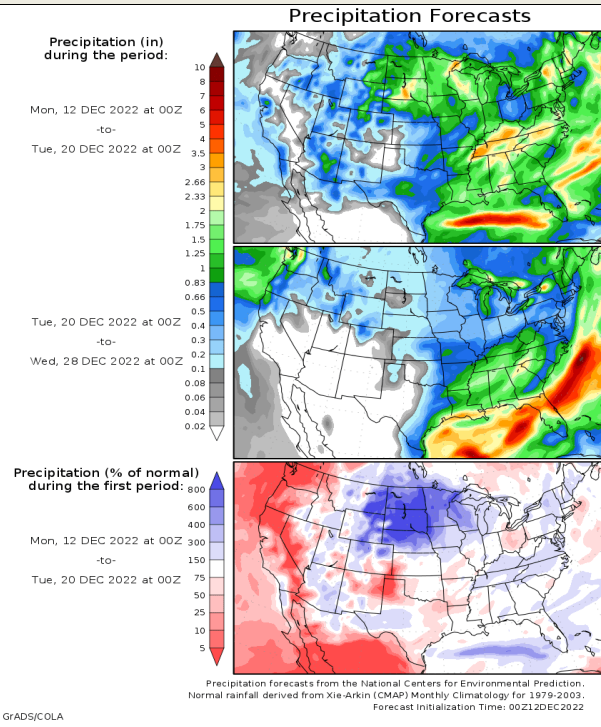 Precipitation Forecasts
Precipitation (in)
during the period:
Mon, 12 DEC 2022 at 00Z
-to-
Tue, 20 DEC 2022 at 00Z
10
8
7
6
5
4
3.5
3
2.66
2.33
2
1.75
1.5
1.25
1
0.83
0.66
0.5
0.4
0.3
0.2
0.1
0.08
0.06
0.04
0.02
Tue, 20 DEC 2022 at 00Z
-to-
Wed, 28 DEC 2022 at 00Z
Precipitation (% of normal)
during the first period:
Mon, 12 DEC 2022 at 00Z
-to-
Tue, 20 DEC 2022 at 00Z
800
600
400
300
150
75
50
25
10
5
Precipitation forecasts from the National Centers for Environmental Prediction.
Normal rainfall derived from Xie-Arkin (CMAP) Monthly Climatology for 1979-2003.
Forecast Initialization Time: 00Z12DEC2022
GrADS/COLA